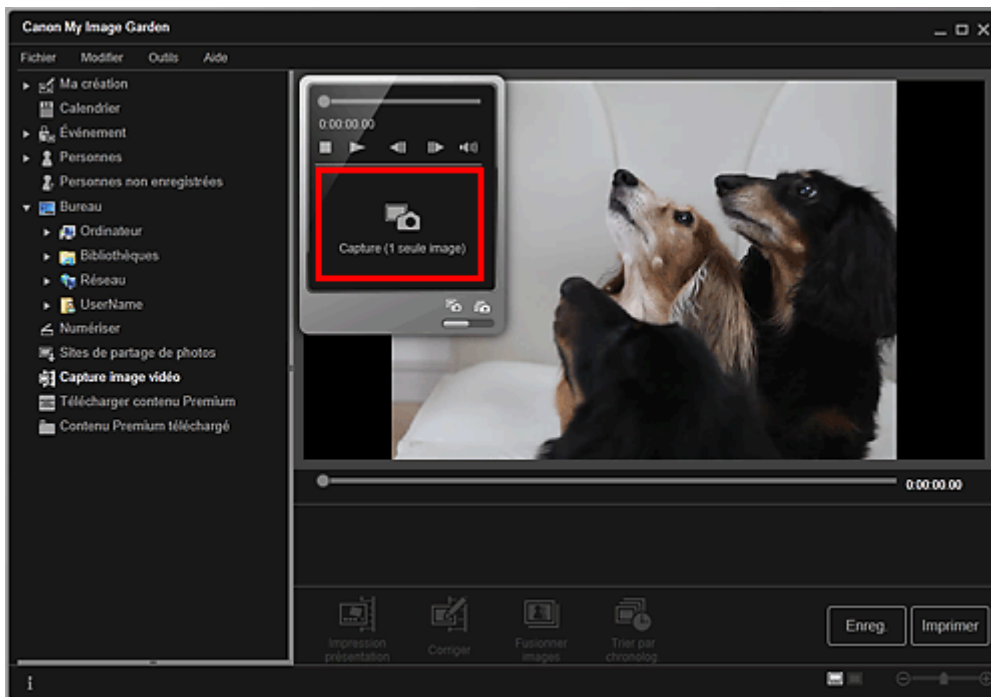 Canon My Image Garden
Fichier Modifier Outils Aide
Ma création
Calendrier
Événement
Personnes
Personnes non enregistrées
Bureau
Ordinateur
Bibliothèques
Réseau
UserName
Numériser
Sites de partage de photos
Capture image vidéo
Télécharger contenu Premium
Contenu Premium téléchargé
0:00:00.00
Capture (1 seule image)
0:00:00.00
Impression
présentation
Corriger
Fusionner
images
Trier par
chronolog.
Enreg.
Imprimer